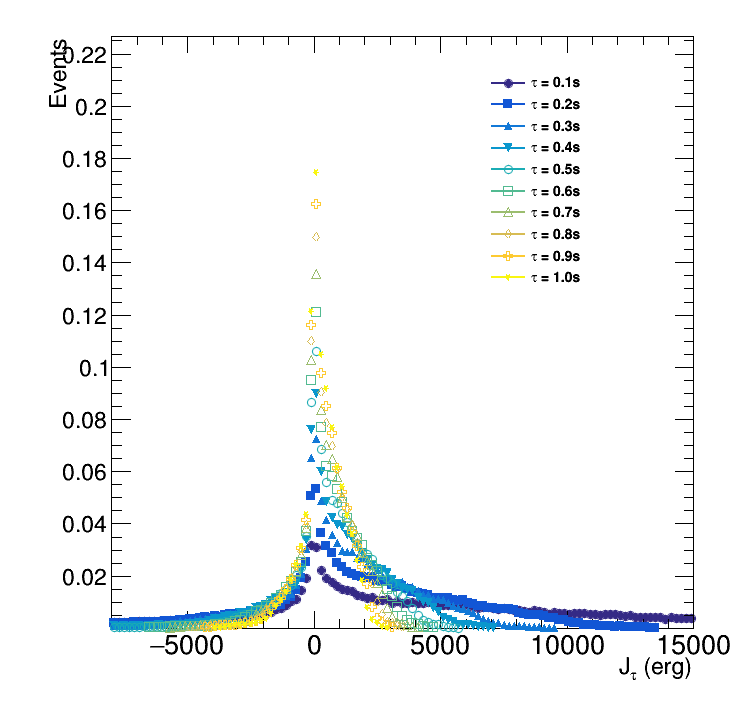 Events
0.22
0.2
0.18
0.16
0.14
0.12
0.1
0.08
0.06
0.04
0.02
τ = 0.1s
τ = 0.2s
τ = 0.3s
τ = 0.4s
τ = 0.5s
τ = 0.6s
τ = 0.7s
τ = 0.8s
τ = 0.9s
τ = 1.0s
−5000 0 5000 10000 15000
Jτ (erg)